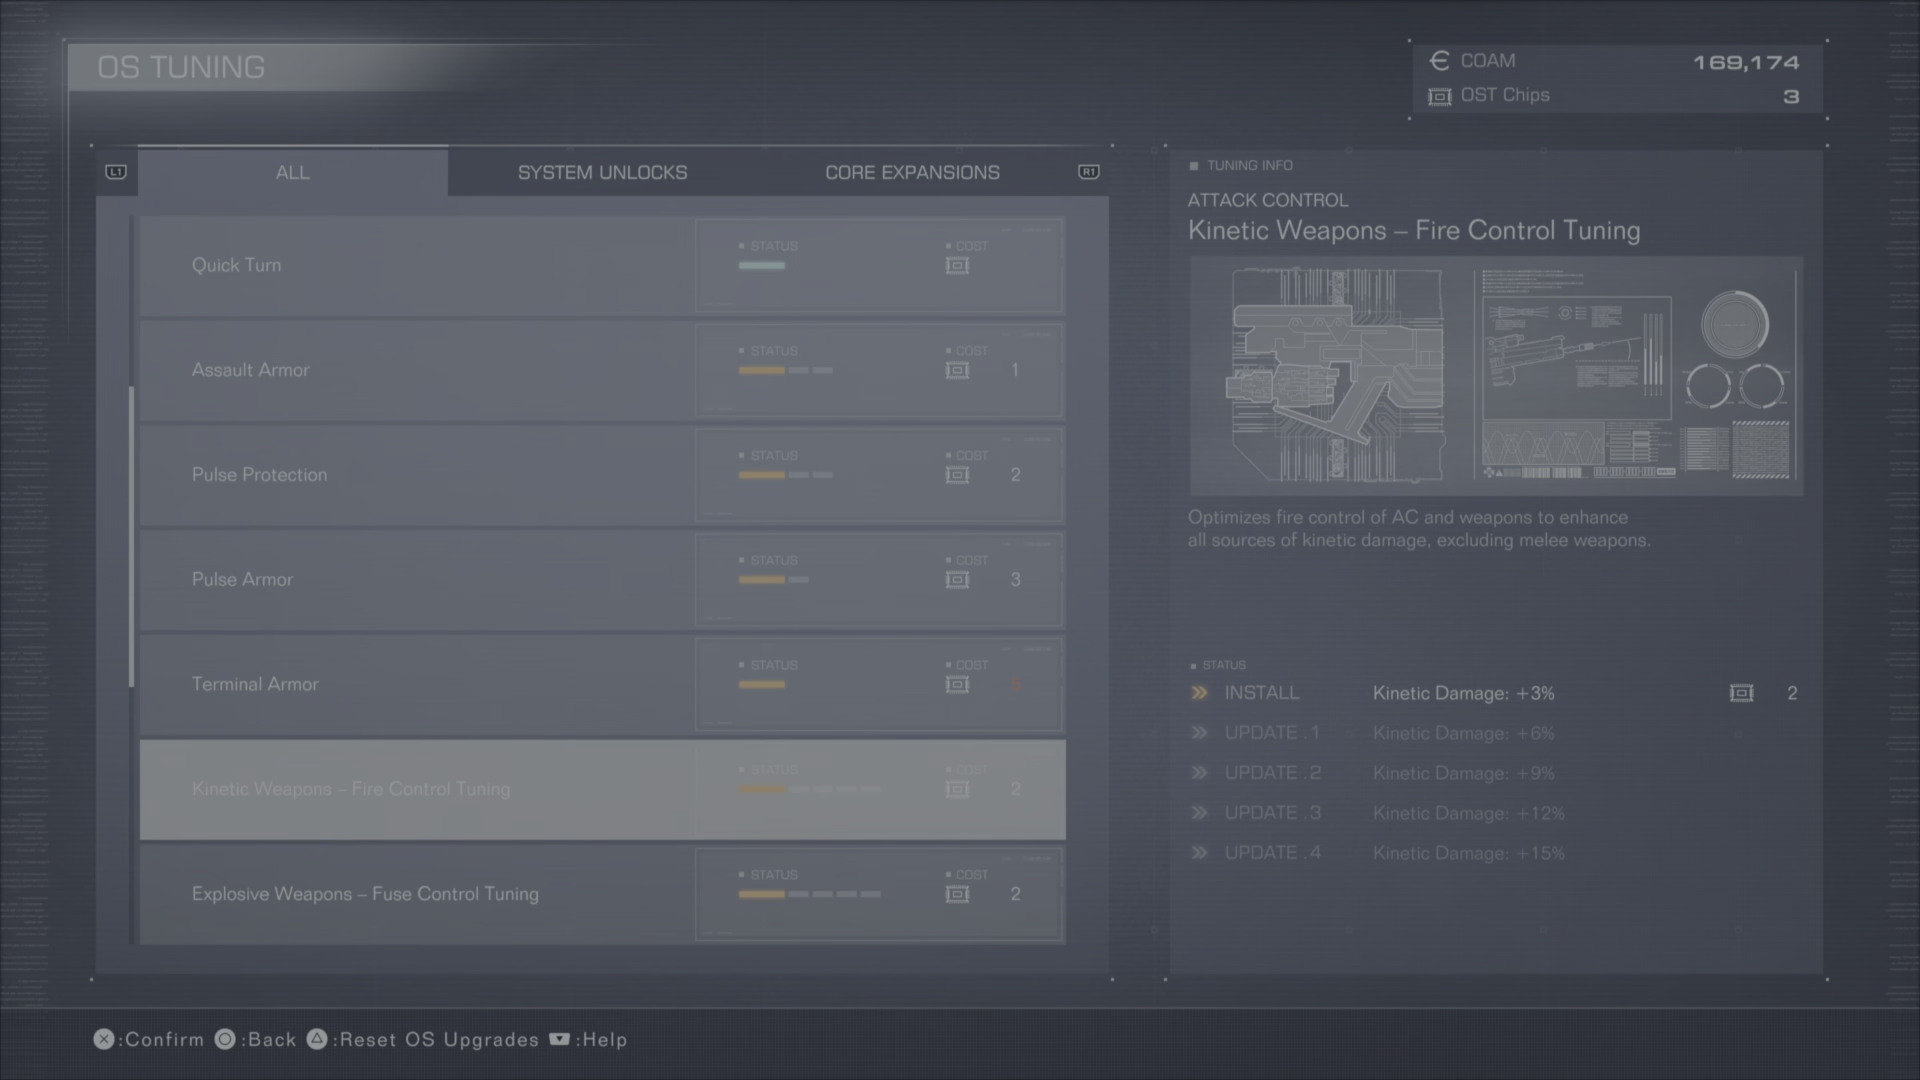 OS TUNING
COAM 169,174
OST Chips 3
L1 ALL SYSTEM UNLOCKS CORE EXPANSIONS R1
STATUS COST
Quick Turn
STATUS COST
Assault Armor 1
STATUS COST
Pulse Protection 2
STATUS COST
Pulse Armor 3
STATUS COST
Terminal Armor
STATUS COST
Kinetic Weapons – Fire Control Tuning 2
STATUS COST
Explosive Weapons – Fuse Control Tuning 2
TUNING INFO
ATTACK CONTROL
Kinetic Weapons – Fire Control Tuning
Optimizes fire control of AC and weapons to enhance
all sources of kinetic damage, excluding melee weapons.
STATUS
INSTALL Kinetic Damage: +3% 2
UPDATE .1 Kinetic Damage: +6%
UPDATE .2 Kinetic Damage: +9%
UPDATE .3 Kinetic Damage: +12%
UPDATE .4 Kinetic Damage: +15%
:Confirm :Back :Reset OS Upgrades :Help